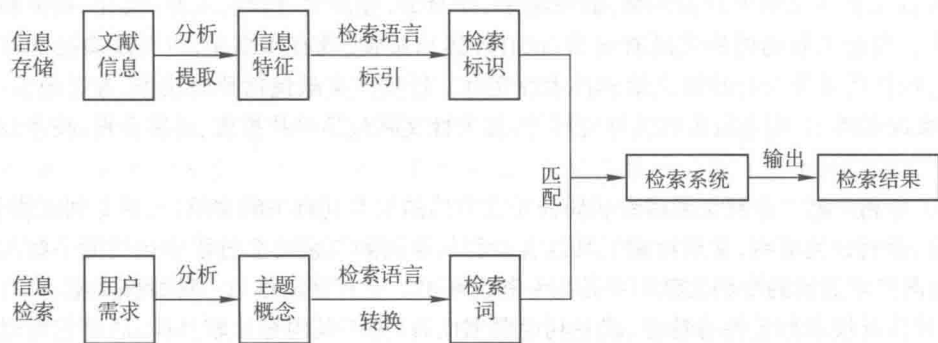 信息
存储
文献
信息
分析
提取
信息
特征
检索语言
标引
检索
标识
匹
配
检索系统
输出
检索结果
信息
检索
用户
需求
分析
主题
概念
检索语言
转换
检索
词